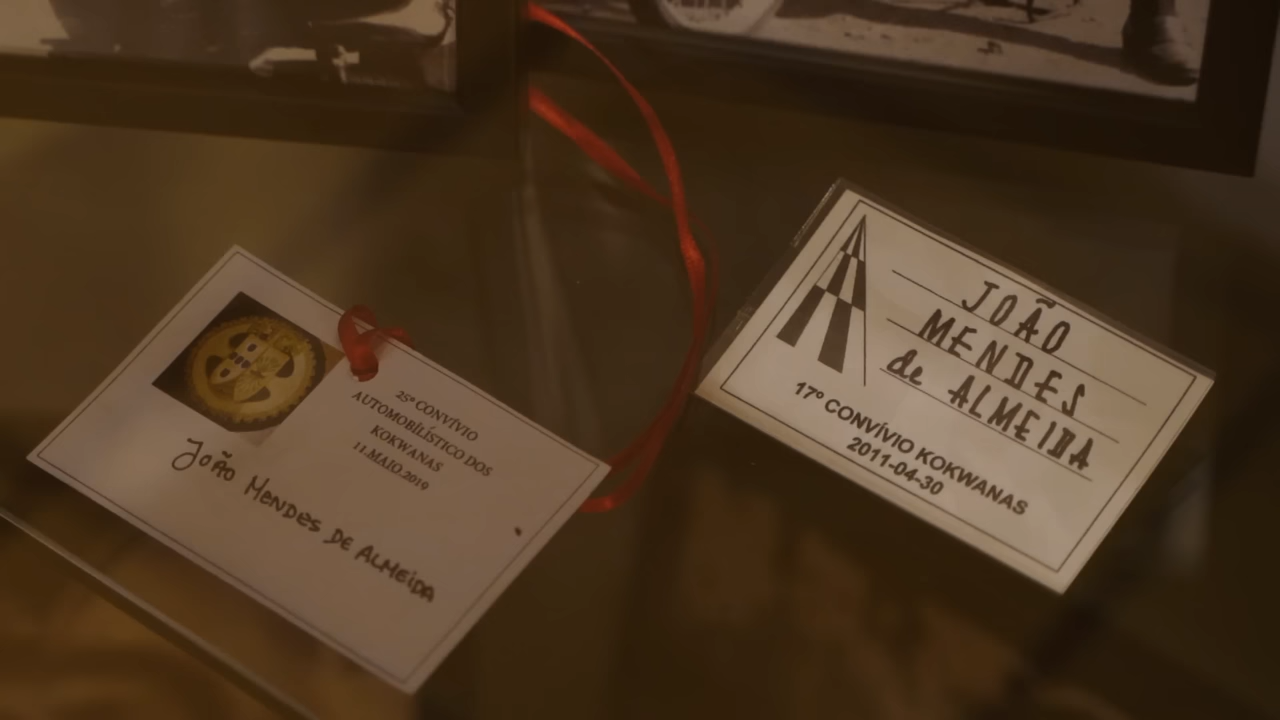 25º CONVÍVIO
AUTOMOBILÍSTICO DOS
KOKWANAS
11.MAIO.2019
JOÃO MENDES DE ALMEIDA
JOÃO
MENDES
de ALMEIDA
17º CONVÍVIO KOKWANAS
2011-04-30